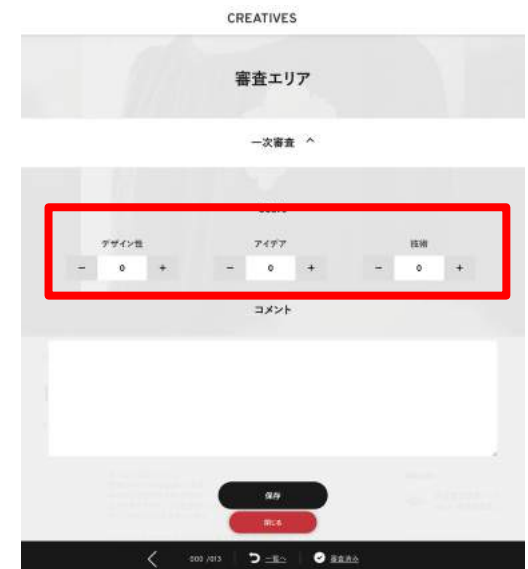 CREATIVES
審査エリア
一次審査
デザイン性 アイデア 技術
− 0 + − 0 + − 0 +
コメント
保存
閉じる
000 /013 一覧へ 審査済み